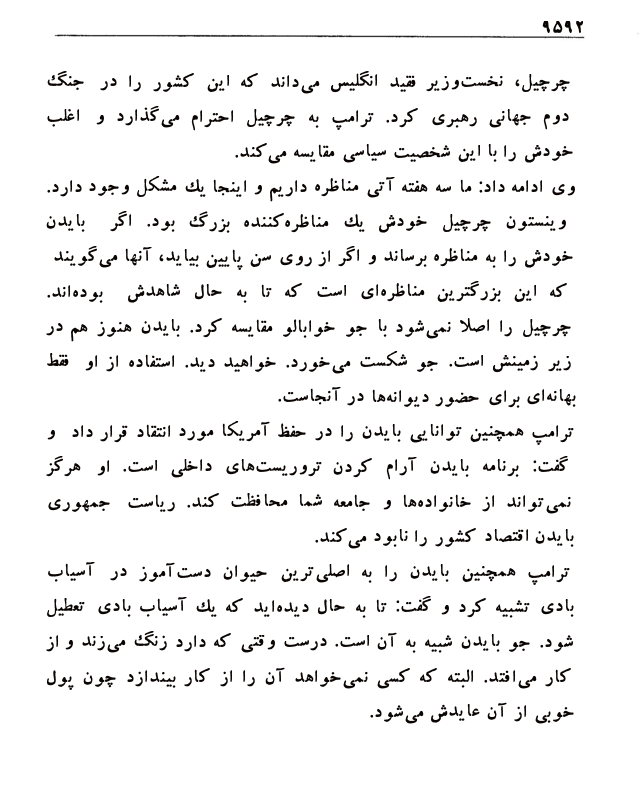 ۹۵۹۲
چرچیل، نخست‌وزیر فقید انگلیس می‌داند که این کشور را در جنگ
دوم جهانی رهبری کرد. ترامپ به چرچیل احترام می‌گذارد و اغلب
خودش را با این شخصیت سیاسی مقایسه می‌کند.
وی ادامه داد: ما سه هفته آتی مناظره داریم و اینجا یك مشکل وجود دارد.
وینستون چرچیل خودش یك مناظره‌کننده بزرگ بود. اگر بایدن
خودش را به مناظره برساند و اگر از روی سن پایین بیاید، آنها می‌گویند
که این بزرگترین مناظره‌ای است که تا به حال شاهدش بوده‌اند.
چرچیل را اصلا نمی‌شود با جو خوابالو مقایسه کرد. بایدن هنوز هم در
زیر زمینش است. جو شکست می‌خورد. خواهید دید. استفاده از او فقط
بهانه‌ای برای حضور دیوانه‌ها در آنجاست.
ترامپ همچنین توانایی بایدن را در حفظ آمریکا مورد انتقاد قرار داد و
گفت: برنامه بایدن آرام کردن تروریست‌های داخلی است. او هرگز
نمی‌تواند از خانواده‌ها و جامعه شما محافظت کند. ریاست جمهوری
بایدن اقتصاد کشور را نابود می‌کند.
ترامپ همچنین بایدن را به اصلی‌ترین حیوان دست‌آموز در آسیاب
بادی تشبیه کرد و گفت: تا به حال دیده‌اید که یك آسیاب بادی تعطیل
شود. جو بایدن شبیه به آن است. درست وقتی که دارد زنگ می‌زند و از
کار می‌افتد. البته که کسی نمی‌خواهد آن را از کار بیندازد چون پول
خوبی از آن عایدش می‌شود.